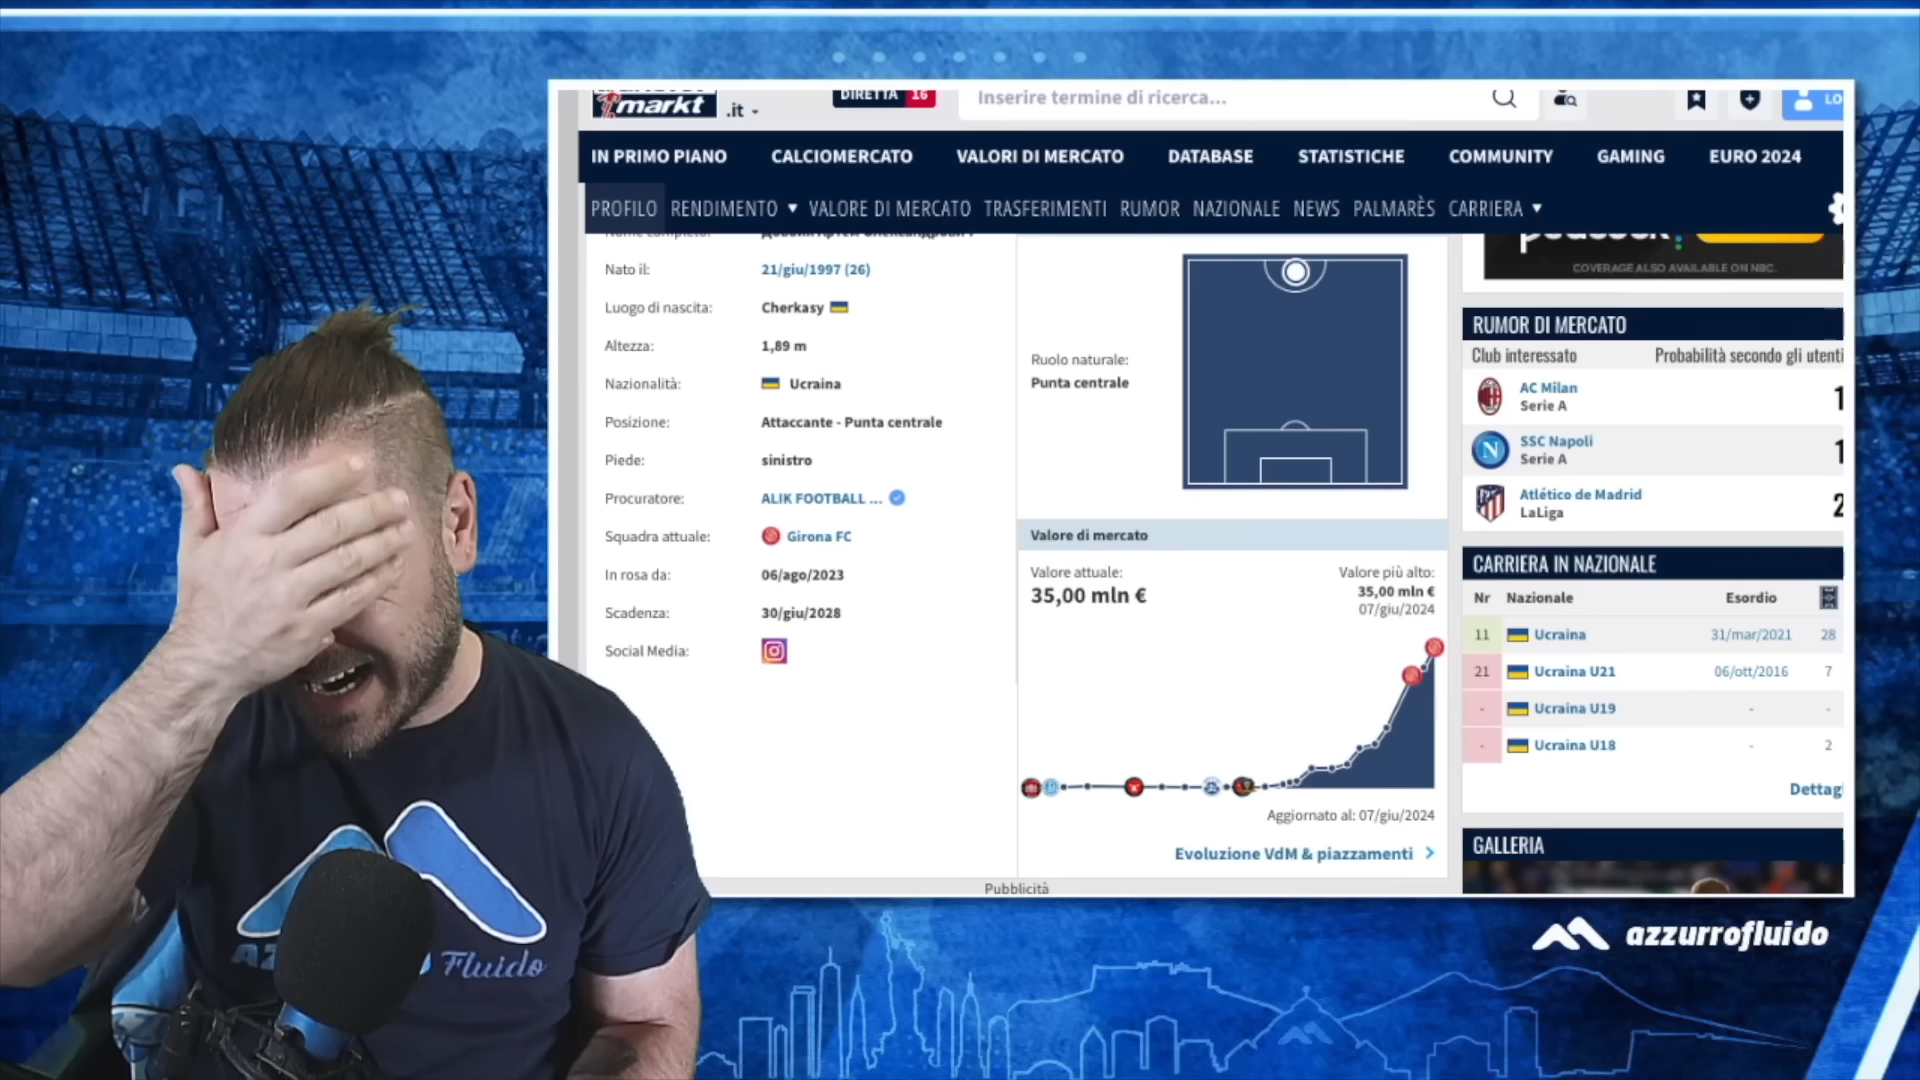 markt
.it
DIRETTA 16
Inserire termine di ricerca...
LO
IN PRIMO PIANO CALCIOMERCATO VALORI DI MERCATO DATABASE STATISTICHE COMMUNITY GAMING EURO 2024
PROFILO RENDIMENTO ▼ VALORE DI MERCATO TRASFERIMENTI RUMOR NAZIONALE NEWS PALMARÈS CARRIERA ▼
Nato il: 21/giu/1997 (26)
Luogo di nascita: Cherkasy
Altezza: 1,89 m
Nazionalità: Ucraina
Posizione: Attaccante - Punta centrale
Piede: sinistro
Procuratore: ALIK FOOTBALL ...
Squadra attuale: Girona FC
In rosa da: 06/ago/2023
Scadenza: 30/giu/2028
Social Media:
Ruolo naturale:
Punta centrale
Valore di mercato
Valore attuale:
35,00 mln €
Valore più alto:
35,00 mln €
07/giu/2024
Aggiornato al: 07/giu/2024
Evoluzione VdM & piazzamenti
Pubblicità
COVERAGE ALSO AVAILABLE ON NBC.
RUMOR DI MERCATO
Club interessato Probabilità secondo gli utenti
AC Milan
Serie A
1
SSC Napoli
Serie A
1
Atlético de Madrid
LaLiga
2
CARRIERA IN NAZIONALE
Nr Nazionale Esordio
11 Ucraina 31/mar/2021 28
21 Ucraina U21 06/ott/2016 7
- Ucraina U19 - -
- Ucraina U18 - 2
Dettag
GALLERIA
azzurrofluido
AZ
Fluido